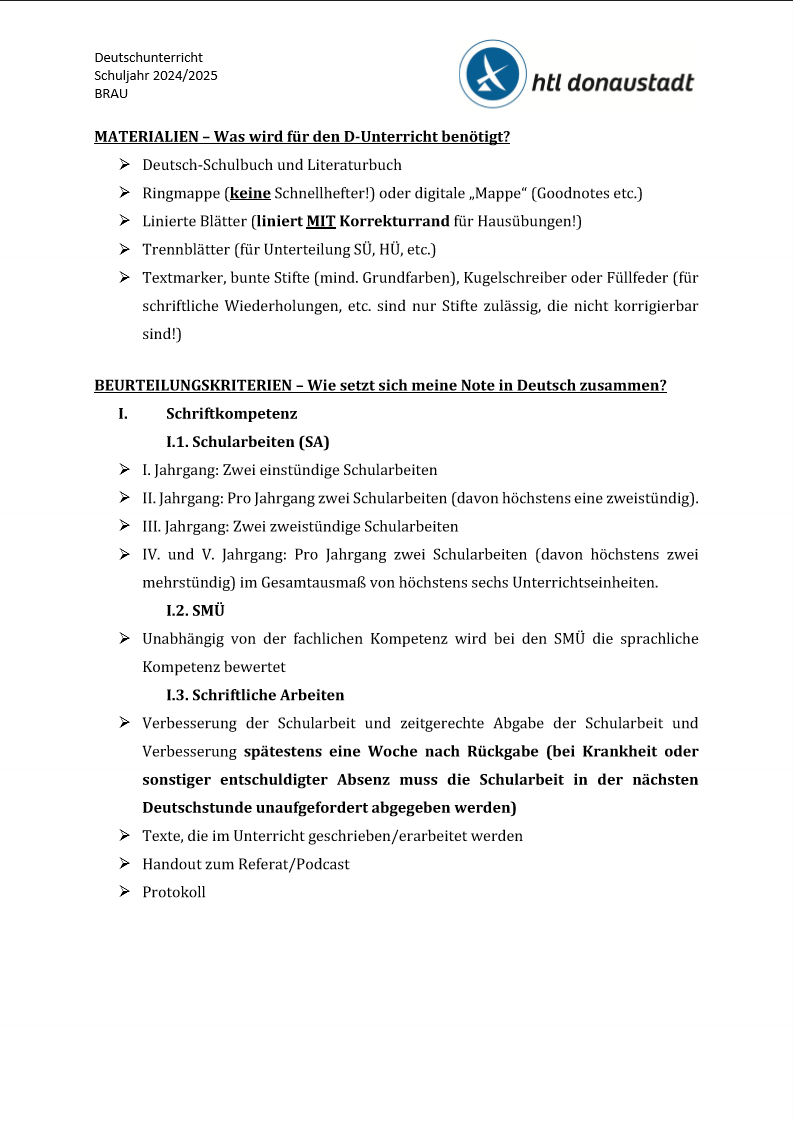 Deutschunterricht
Schuljahr 2024/2025
BRAU
htl donaustadt
MATERIALIEN – Was wird für den D-Unterricht benötigt?
➢ Deutsch-Schulbuch und Literaturbuch
➢ Ringmappe (keine Schnellhefter!) oder digitale „Mappe“ (Goodnotes etc.)
➢ Linierte Blätter (liniert MIT Korrekturrand für Hausübungen!)
➢ Trennblätter (für Unterteilung SÜ, HÜ, etc.)
➢ Textmarker, bunte Stifte (mind. Grundfarben), Kugelschreiber oder Füllfeder (für
schriftliche Wiederholungen, etc. sind nur Stifte zulässig, die nicht korrigierbar
sind!)
BEURTEILUNGSKRITERIEN – Wie setzt sich meine Note in Deutsch zusammen?
I. Schriftkompetenz
I.1. Schularbeiten (SA)
➢ I. Jahrgang: Zwei einstündige Schularbeiten
➢ II. Jahrgang: Pro Jahrgang zwei Schularbeiten (davon höchstens eine zweistündig).
➢ III. Jahrgang: Zwei zweistündige Schularbeiten
➢ IV. und V. Jahrgang: Pro Jahrgang zwei Schularbeiten (davon höchstens zwei
mehrstündig) im Gesamtausmaß von höchstens sechs Unterrichtseinheiten.
I.2. SMÜ
➢ Unabhängig von der fachlichen Kompetenz wird bei den SMÜ die sprachliche
Kompetenz bewertet
I.3. Schriftliche Arbeiten
➢ Verbesserung der Schularbeit und zeitgerechte Abgabe der Schularbeit und
Verbesserung spätestens eine Woche nach Rückgabe (bei Krankheit oder
sonstiger entschuldigter Absenz muss die Schularbeit in der nächsten
Deutschstunde unaufgefordert abgegeben werden)
➢ Texte, die im Unterricht geschrieben/erarbeitet werden
➢ Handout zum Referat/Podcast
➢ Protokoll